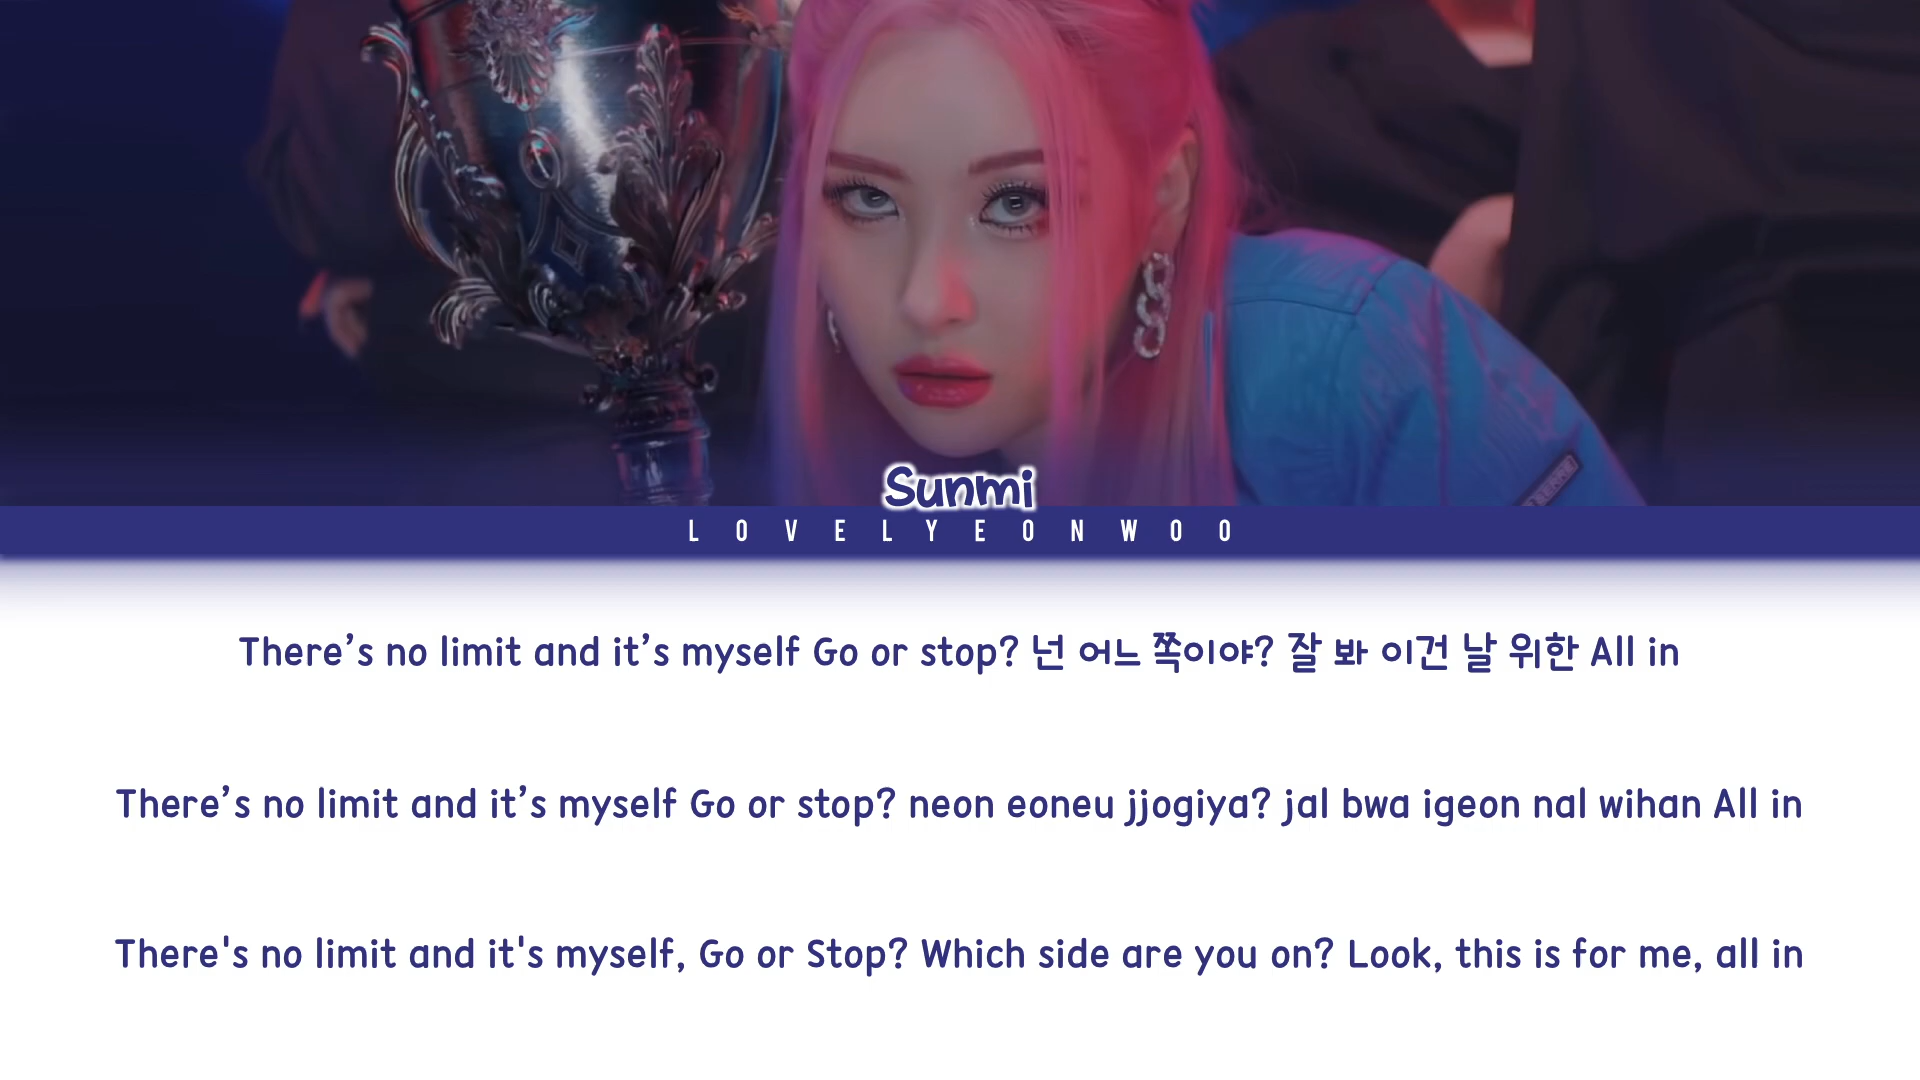 Sunmi
LOVELYEONWOO
There’s no limit and it’s myself Go or stop? 넌 어느 쪽이야? 잘 봐 이건 날 위한 All in
There’s no limit and it’s myself Go or stop? neon eoneu jjogiya? jal bwa igeon nal wihan All in
There's no limit and it's myself, Go or Stop? Which side are you on? Look, this is for me, all in